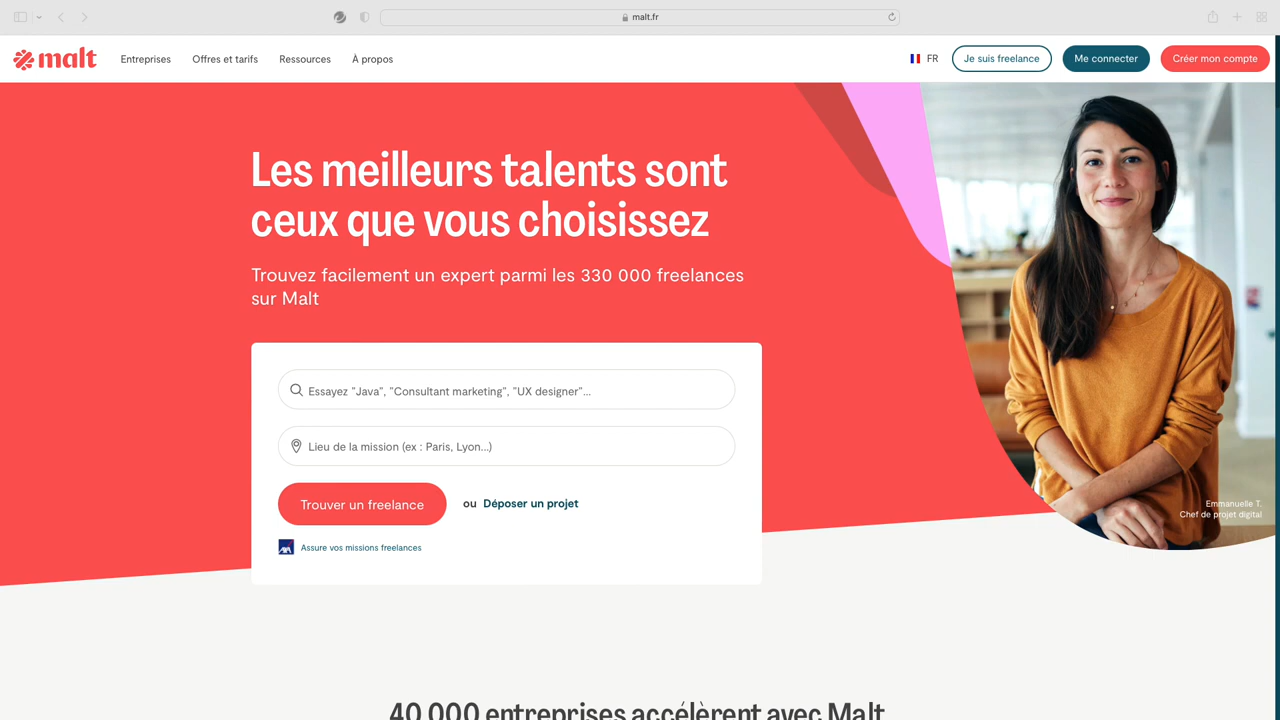 malt.fr
malt
Entreprises
Offres et tarifs
Ressources
À propos
FR
Je suis freelance
Me connecter
Créer mon compte
Les meilleurs talents sont
ceux que vous choisissez
Trouvez facilement un expert parmi les 330 000 freelances
sur Malt
Essayez "Java", "Consultant marketing", "UX designer"...
Lieu de la mission (ex : Paris, Lyon...)
Trouver un freelance
ou Déposer un projet
AXA
Assure vos missions freelances
Emmanuelle T.
Chef de projet digital
40 000 entreprises accélèrent avec Malt